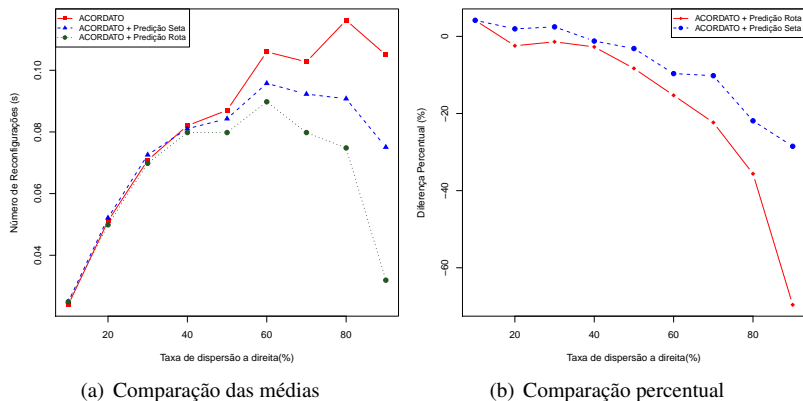 ACORDATO
ACORDATO + Predição Seta
ACORDATO + Predição Rota
Número de Reconfigurações (s)
0.10
0.08
0.06
0.04
20
40
60
80
Taxa de dispersão a direita(%)
(a) Comparação das médias
ACORDATO + Predição Rota
ACORDATO + Predição Seta
Diferença Percentual (%)
0
−20
−40
−60
20
40
60
80
Taxa de dispersão a direita(%)
(b) Comparação percentual